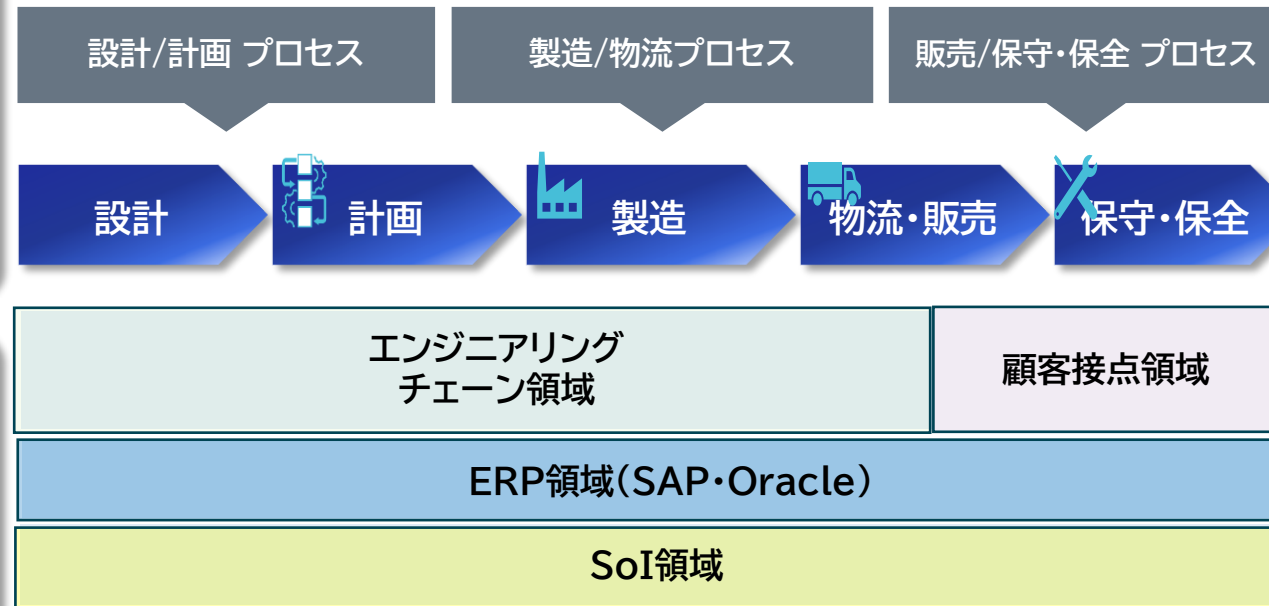 設計/計画 プロセス
製造/物流プロセス
販売/保守・保全 プロセス
設計
計画
製造
物流・販売
保守・保全
エンジニアリング
チェーン領域
顧客接点領域
ERP領域(SAP・Oracle)
SoI領域